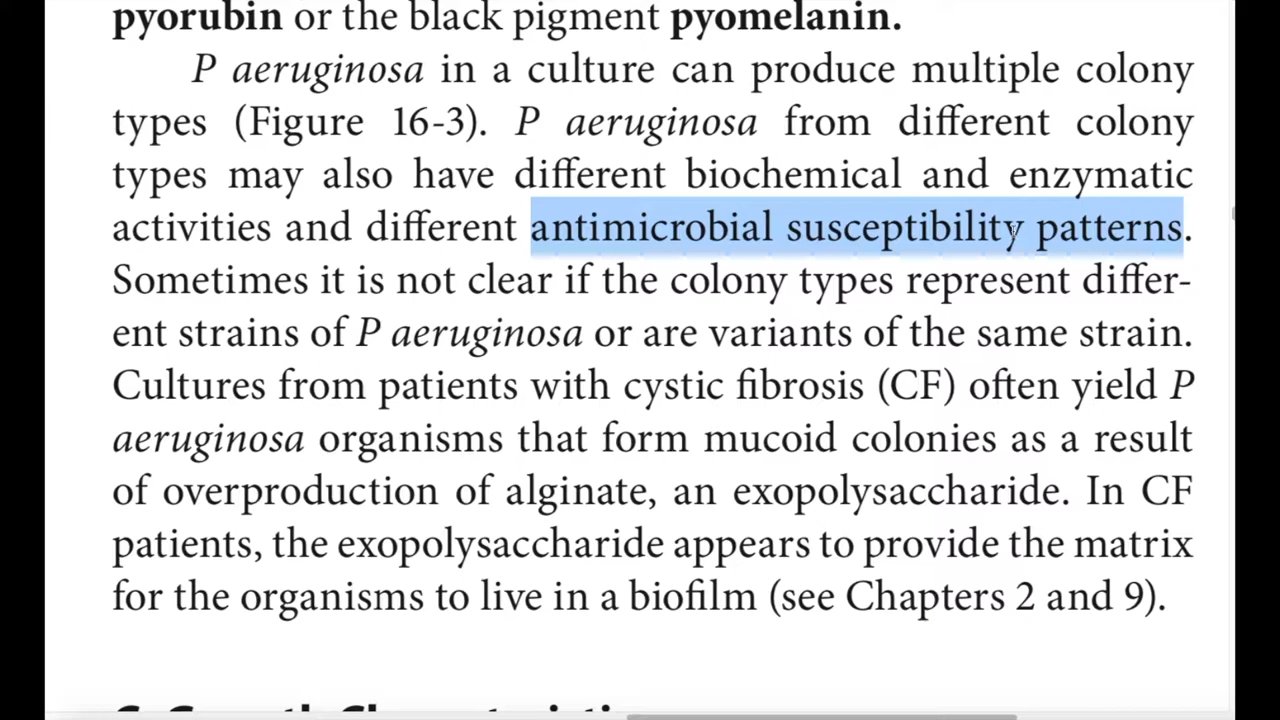 pyorubin or the black pigment pyomelanin.
P aeruginosa in a culture can produce multiple colony
types (Figure 16-3). P aeruginosa from different colony
types may also have different biochemical and enzymatic
activities and different antimicrobial susceptibility patterns.
Sometimes it is not clear if the colony types represent differ-
ent strains of P aeruginosa or are variants of the same strain.
Cultures from patients with cystic fibrosis (CF) often yield P
aeruginosa organisms that form mucoid colonies as a result
of overproduction of alginate, an exopolysaccharide. In CF
patients, the exopolysaccharide appears to provide the matrix
for the organisms to live in a biofilm (see Chapters 2 and 9).